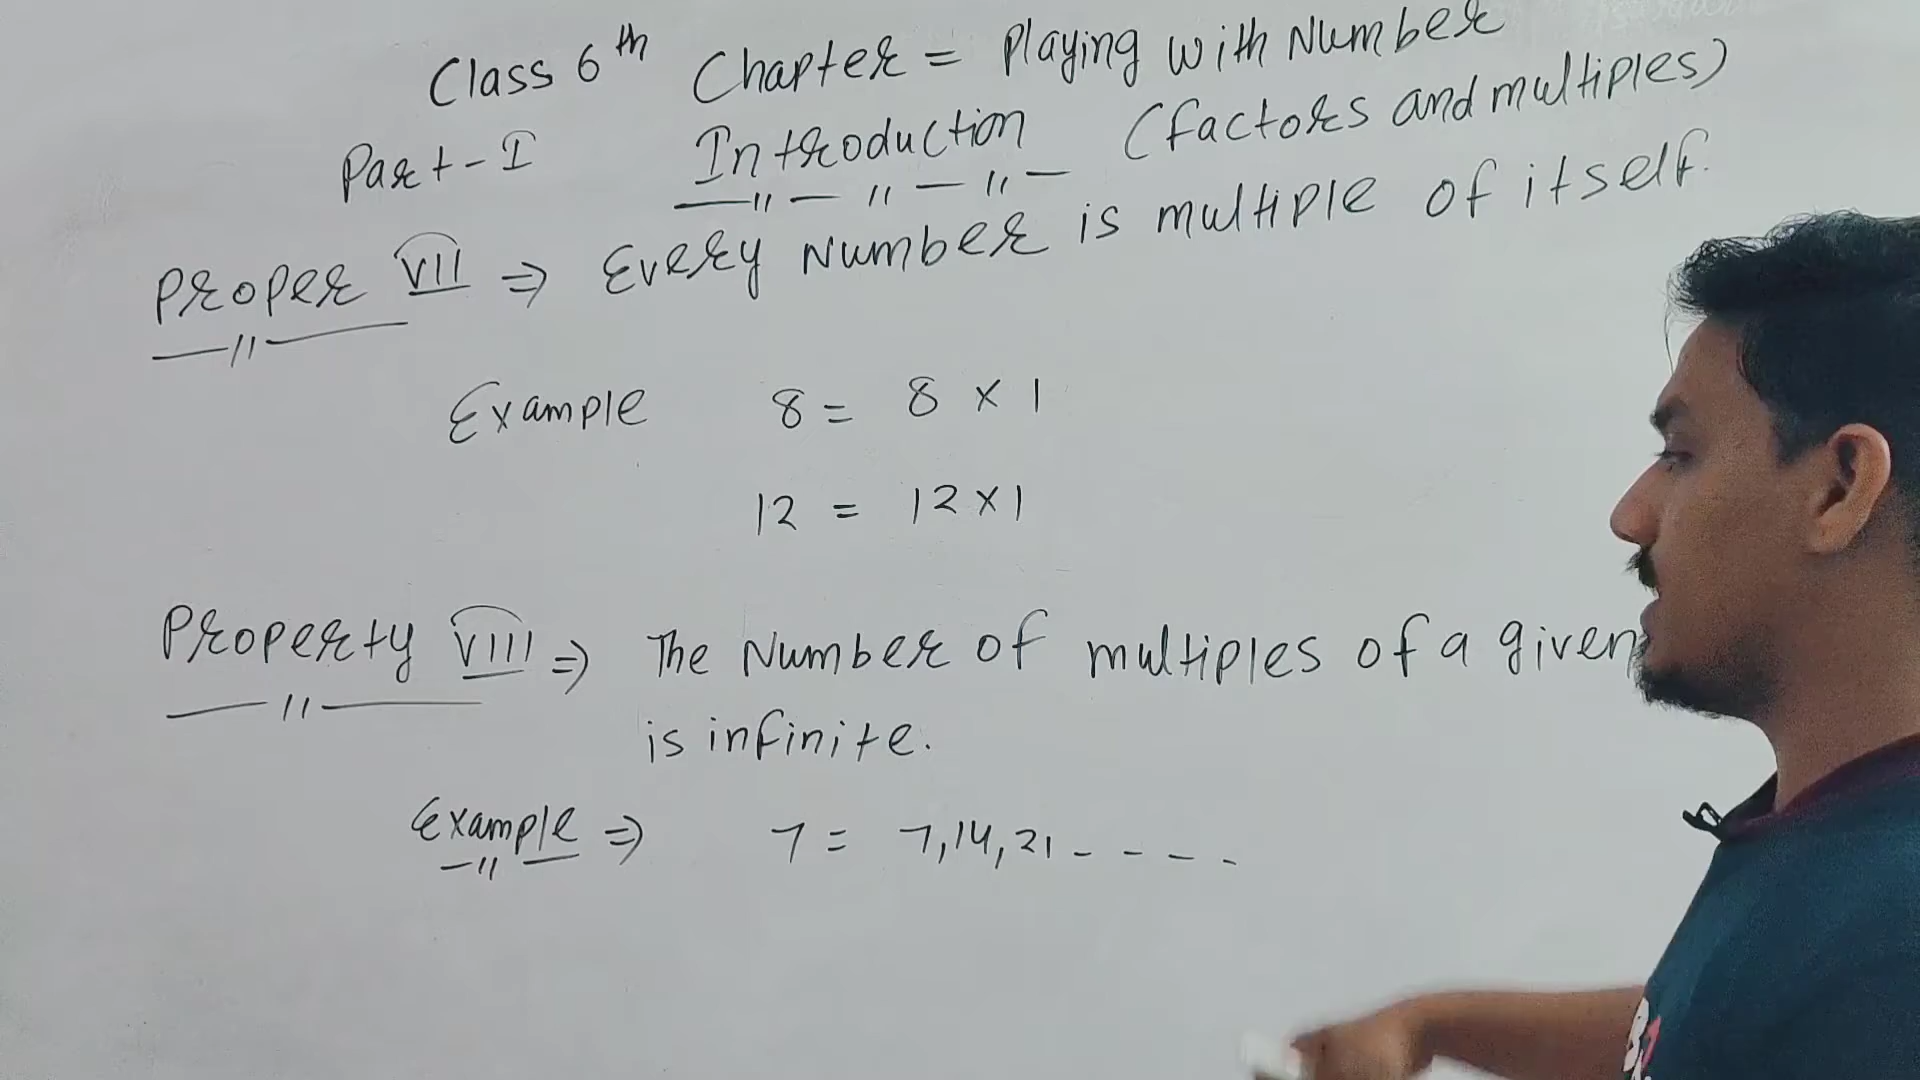 Class 6th Chapter = Playing with Number
Part-I Introduction (factors and multiples)
Proper VII ⇒ Every Number is multiple of itself.
Example 8 = 8 × 1
12 = 12 × 1
Property VIII ⇒ The Number of multiples of a given
is infinite.
Example ⇒ 7 = 7, 14, 21 - - - -